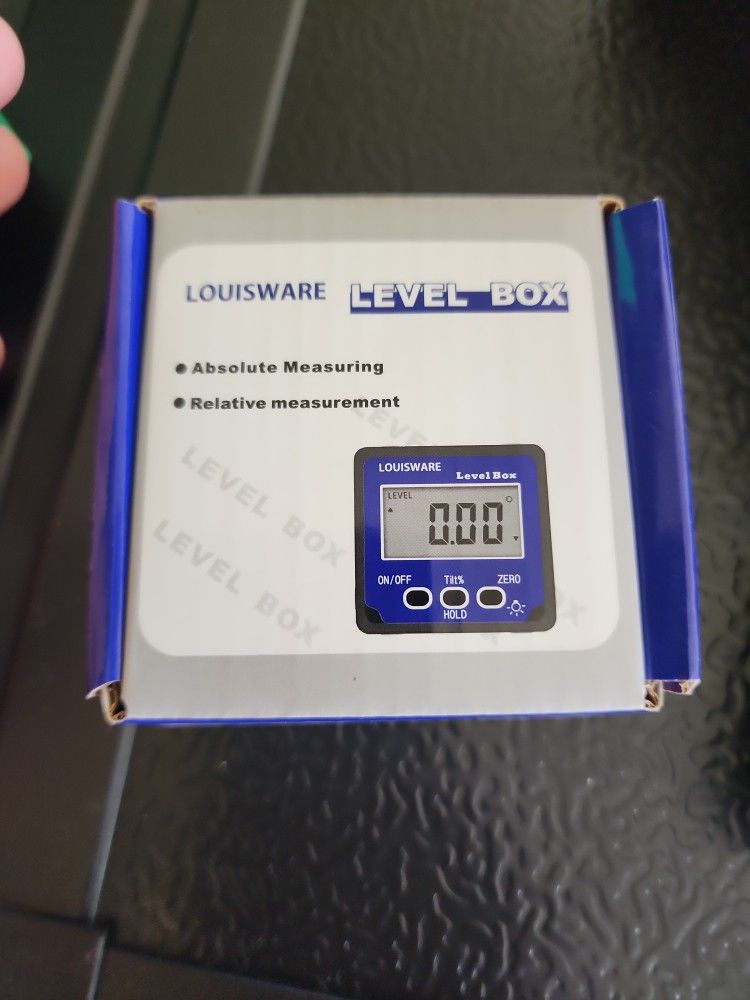 LOUISWARE LEVEL BOX
Absolute Measuring
Relative measurement
LEVEL
LEVEL BOX
LEVEL BOX
LOUISWARE
Level Box
LEVEL
0.00
ON/OFF Tilt% ZERO
HOLD